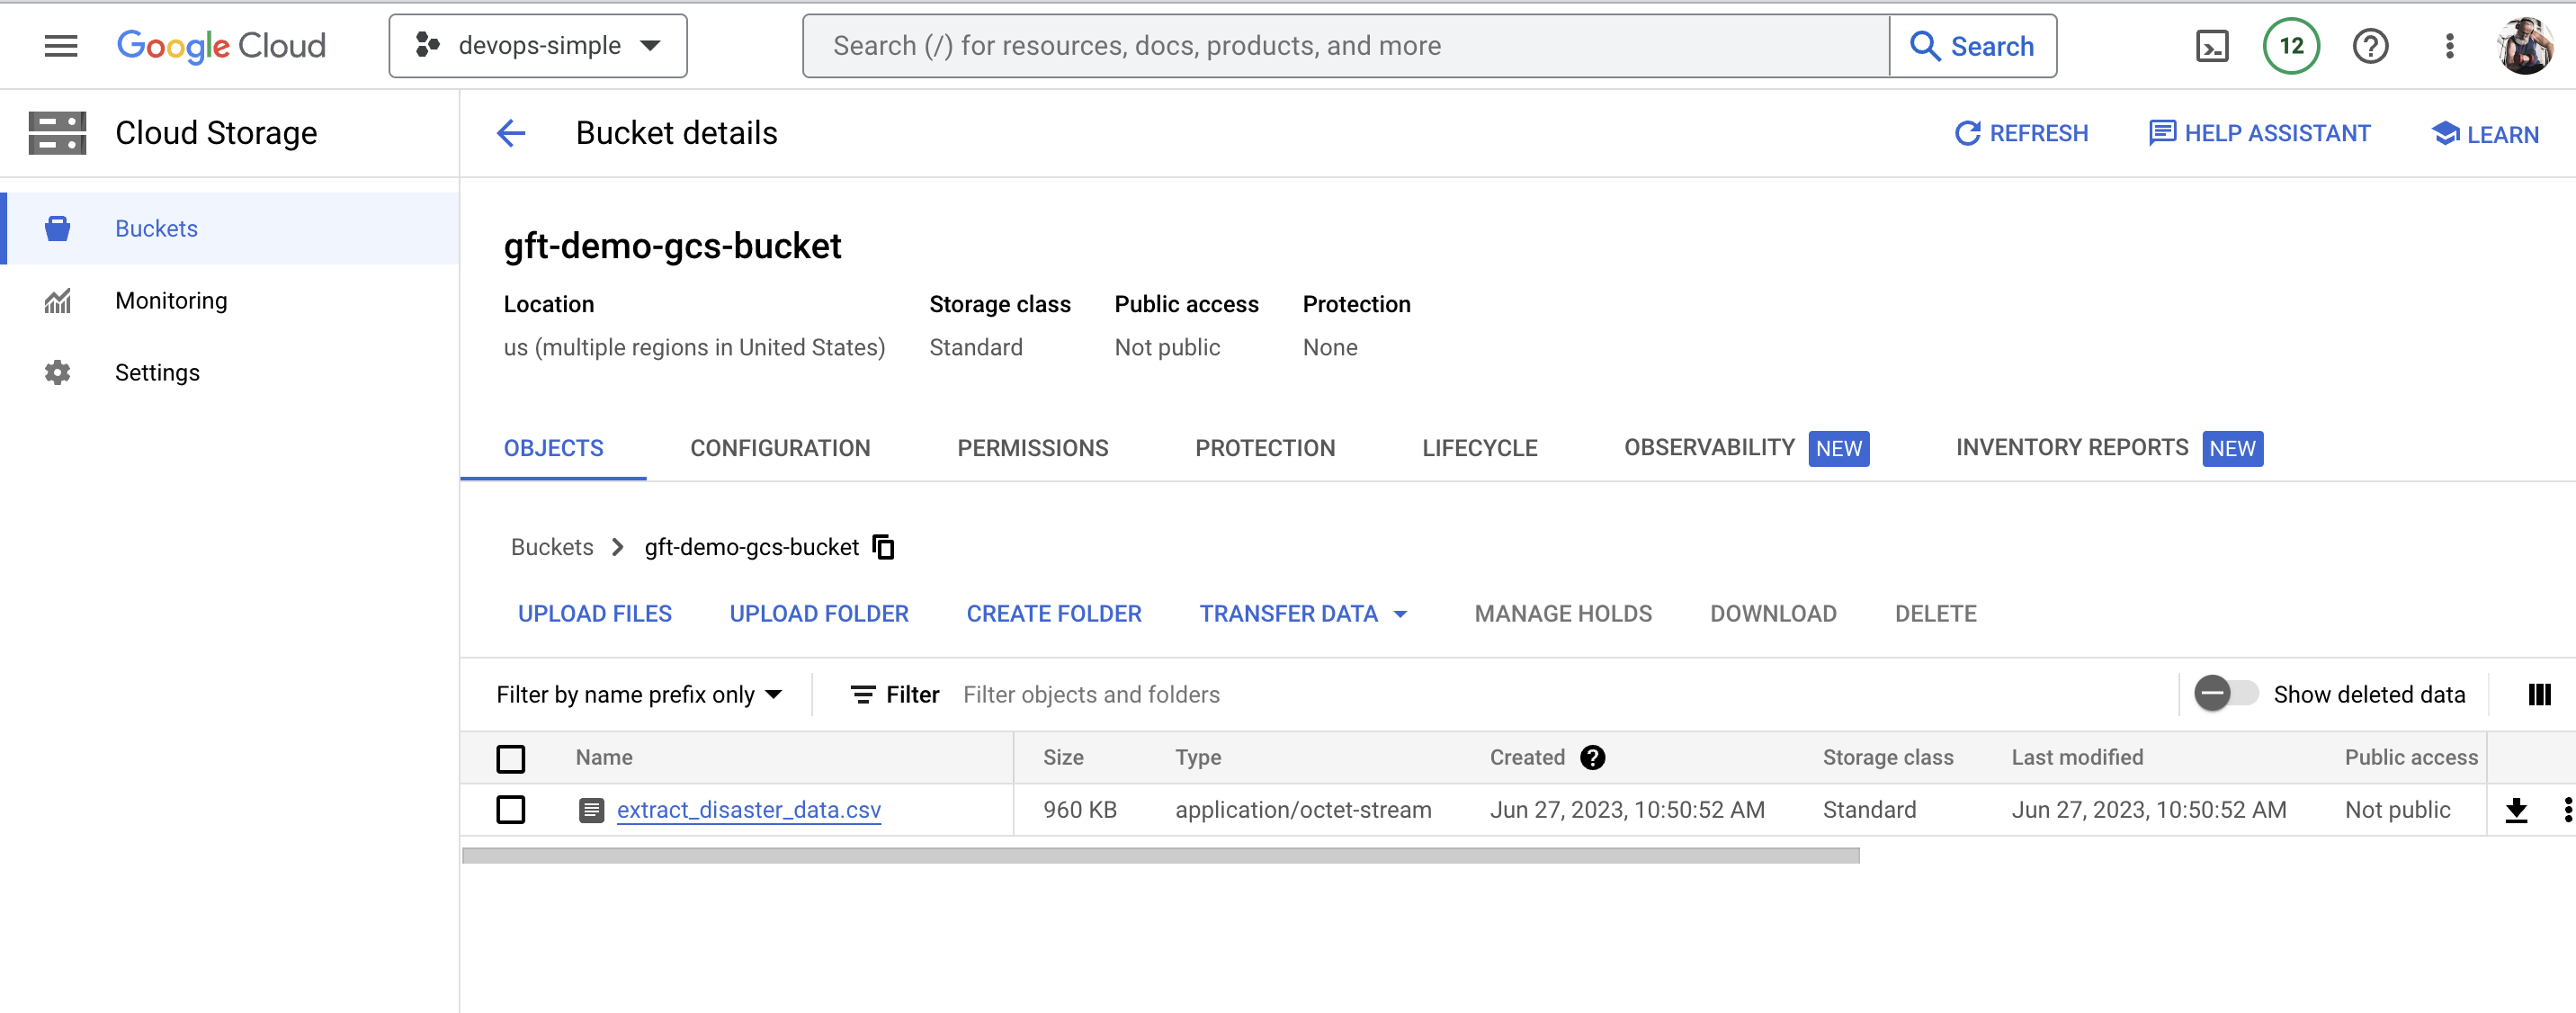 Google Cloud
devops-simple
Search (/) for resources, docs, products, and more
Search
12
Cloud Storage
Bucket details
REFRESH
HELP ASSISTANT
LEARN
Buckets
Monitoring
Settings
gft-demo-gcs-bucket
Location Storage class Public access Protection
us (multiple regions in United States) Standard Not public None
OBJECTS CONFIGURATION PERMISSIONS PROTECTION LIFECYCLE OBSERVABILITY NEW INVENTORY REPORTS NEW
Buckets > gft-demo-gcs-bucket
UPLOAD FILES UPLOAD FOLDER CREATE FOLDER TRANSFER DATA MANAGE HOLDS DOWNLOAD DELETE
Filter by name prefix only Filter Filter objects and folders Show deleted data
Name Size Type Created ? Storage class Last modified Public access
extract_disaster_data.csv 960 KB application/octet-stream Jun 27, 2023, 10:50:52 AM Standard Jun 27, 2023, 10:50:52 AM Not public